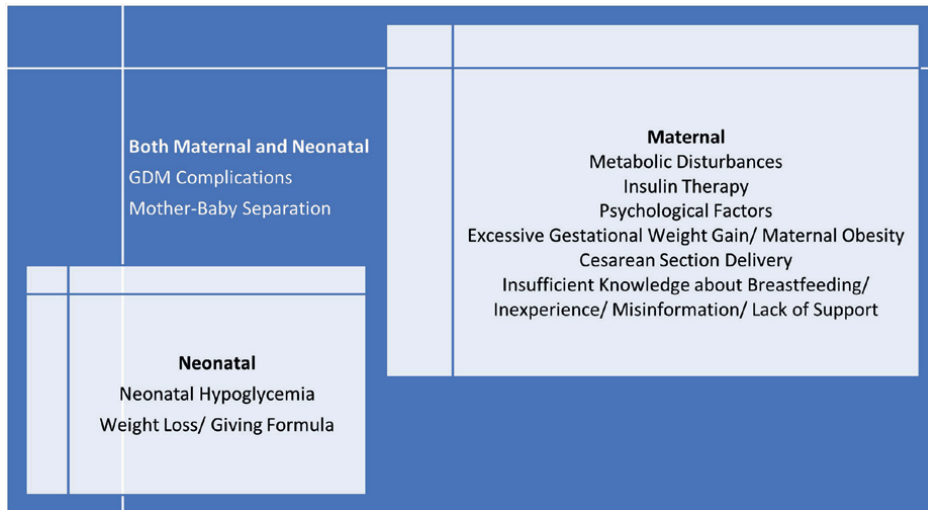 Both Maternal and Neonatal
GDM Complications
Mother-Baby Separation
Maternal
Metabolic Disturbances
Insulin Therapy
Psychological Factors
Excessive Gestational Weight Gain/ Maternal Obesity
Cesarean Section Delivery
Insufficient Knowledge about Breastfeeding/
Inexperience/ Misinformation/ Lack of Support
Neonatal
Neonatal Hypoglycemia
Weight Loss/ Giving Formula